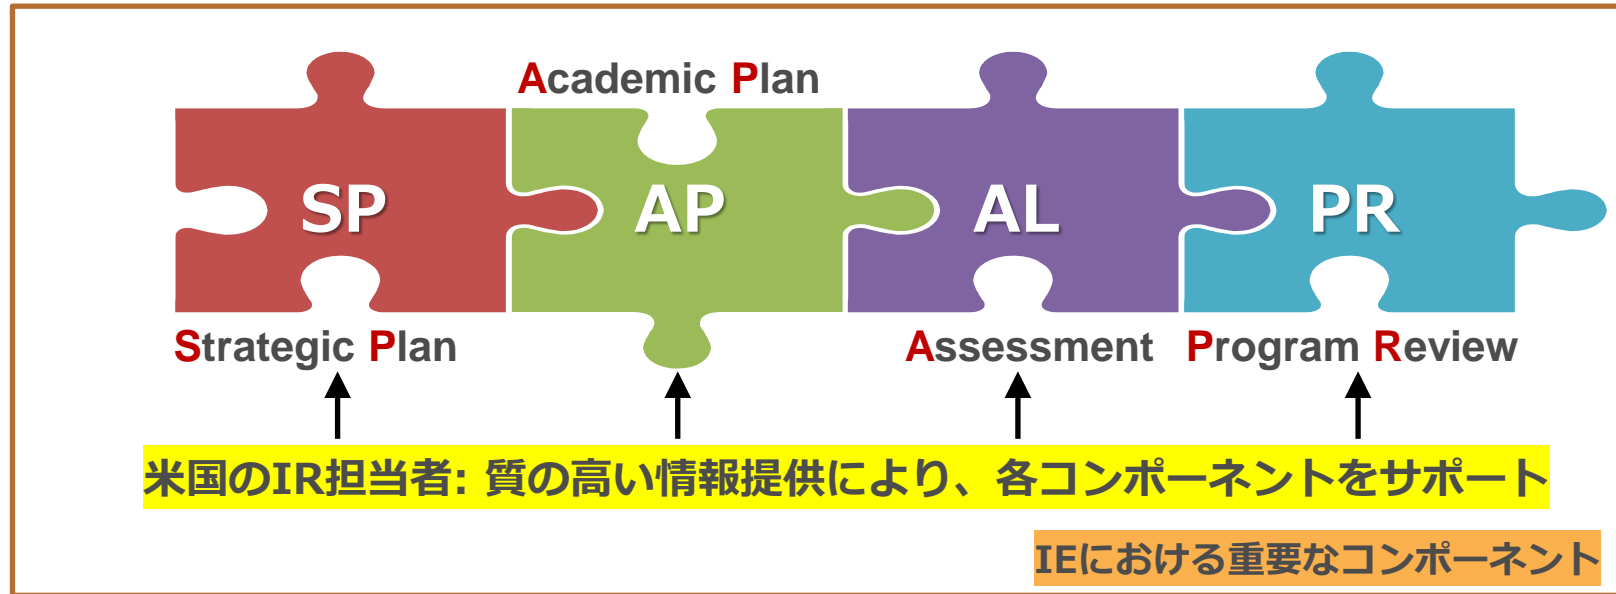 Academic Plan
SP AP AL PR
Strategic Plan Assessment Program Review
米国のIR担当者: 質の高い情報提供により、各コンポーネントをサポート
IEにおける重要なコンポーネント